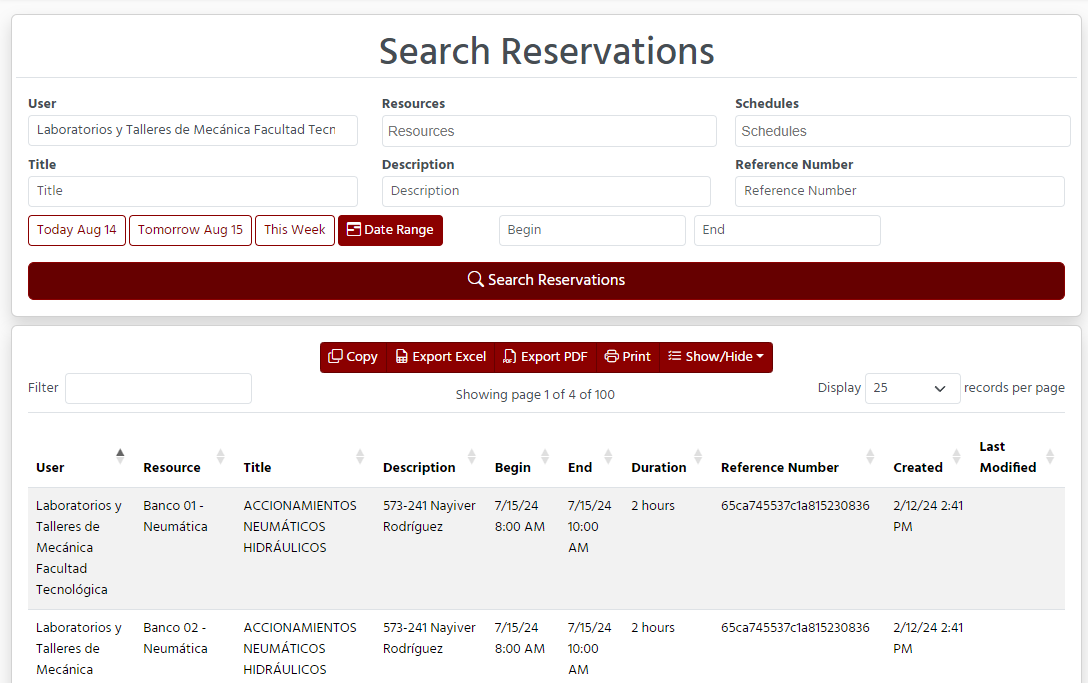 Search Reservations
User Resources Schedules
Laboratorios y Talleres de Mecánica Facultad Tecn Resources Schedules
Title Description Reference Number
Title Description Reference Number
Today Aug 14 Tomorrow Aug 15 This Week Date Range Begin End
Search Reservations
Copy Export Excel Export PDF Print Show/Hide
Filter Showing page 1 of 4 of 100 Display 25 records per page
User Resource Title Description Begin End Duration Reference Number Created Last Modified
Laboratorios y Banco 01 - ACCIONAMIENTOS 573-241 Nayiver 7/15/24 7/15/24 2 hours 65ca745537c1a815230836 2/12/24 2:41
Talleres de Neumática NEUMÁTICOS Rodríguez 8:00 AM 10:00 PM
Mecánica HIDRÁULICOS AM
Facultad
Tecnológica
Laboratorios y Banco 02 - ACCIONAMIENTOS 573-241 Nayiver 7/15/24 7/15/24 2 hours 65ca745537c1a815230836 2/12/24 2:41
Talleres de Neumática NEUMÁTICOS Rodríguez 8:00 AM 10:00 PM
Mecánica HIDRÁULICOS AM